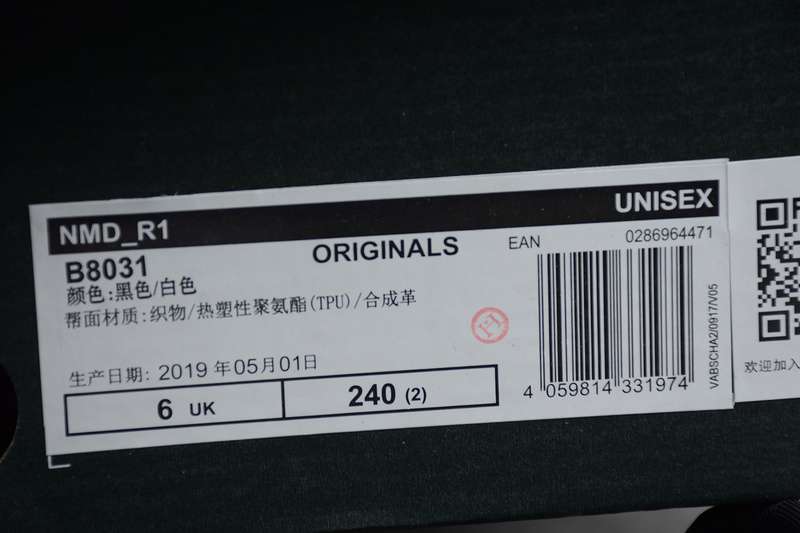 NMD_R1
UNISEX
B8031
ORIGINALS
EAN
0286964471
颜色:黑色/白色
帮面材质:织物/热塑性聚氨酯(TPU)/合成革
生产日期: 2019 年05月01日
6 UK
240 (2)
4 059814 331974
VABSCHA2/0917/V05
欢迎加入